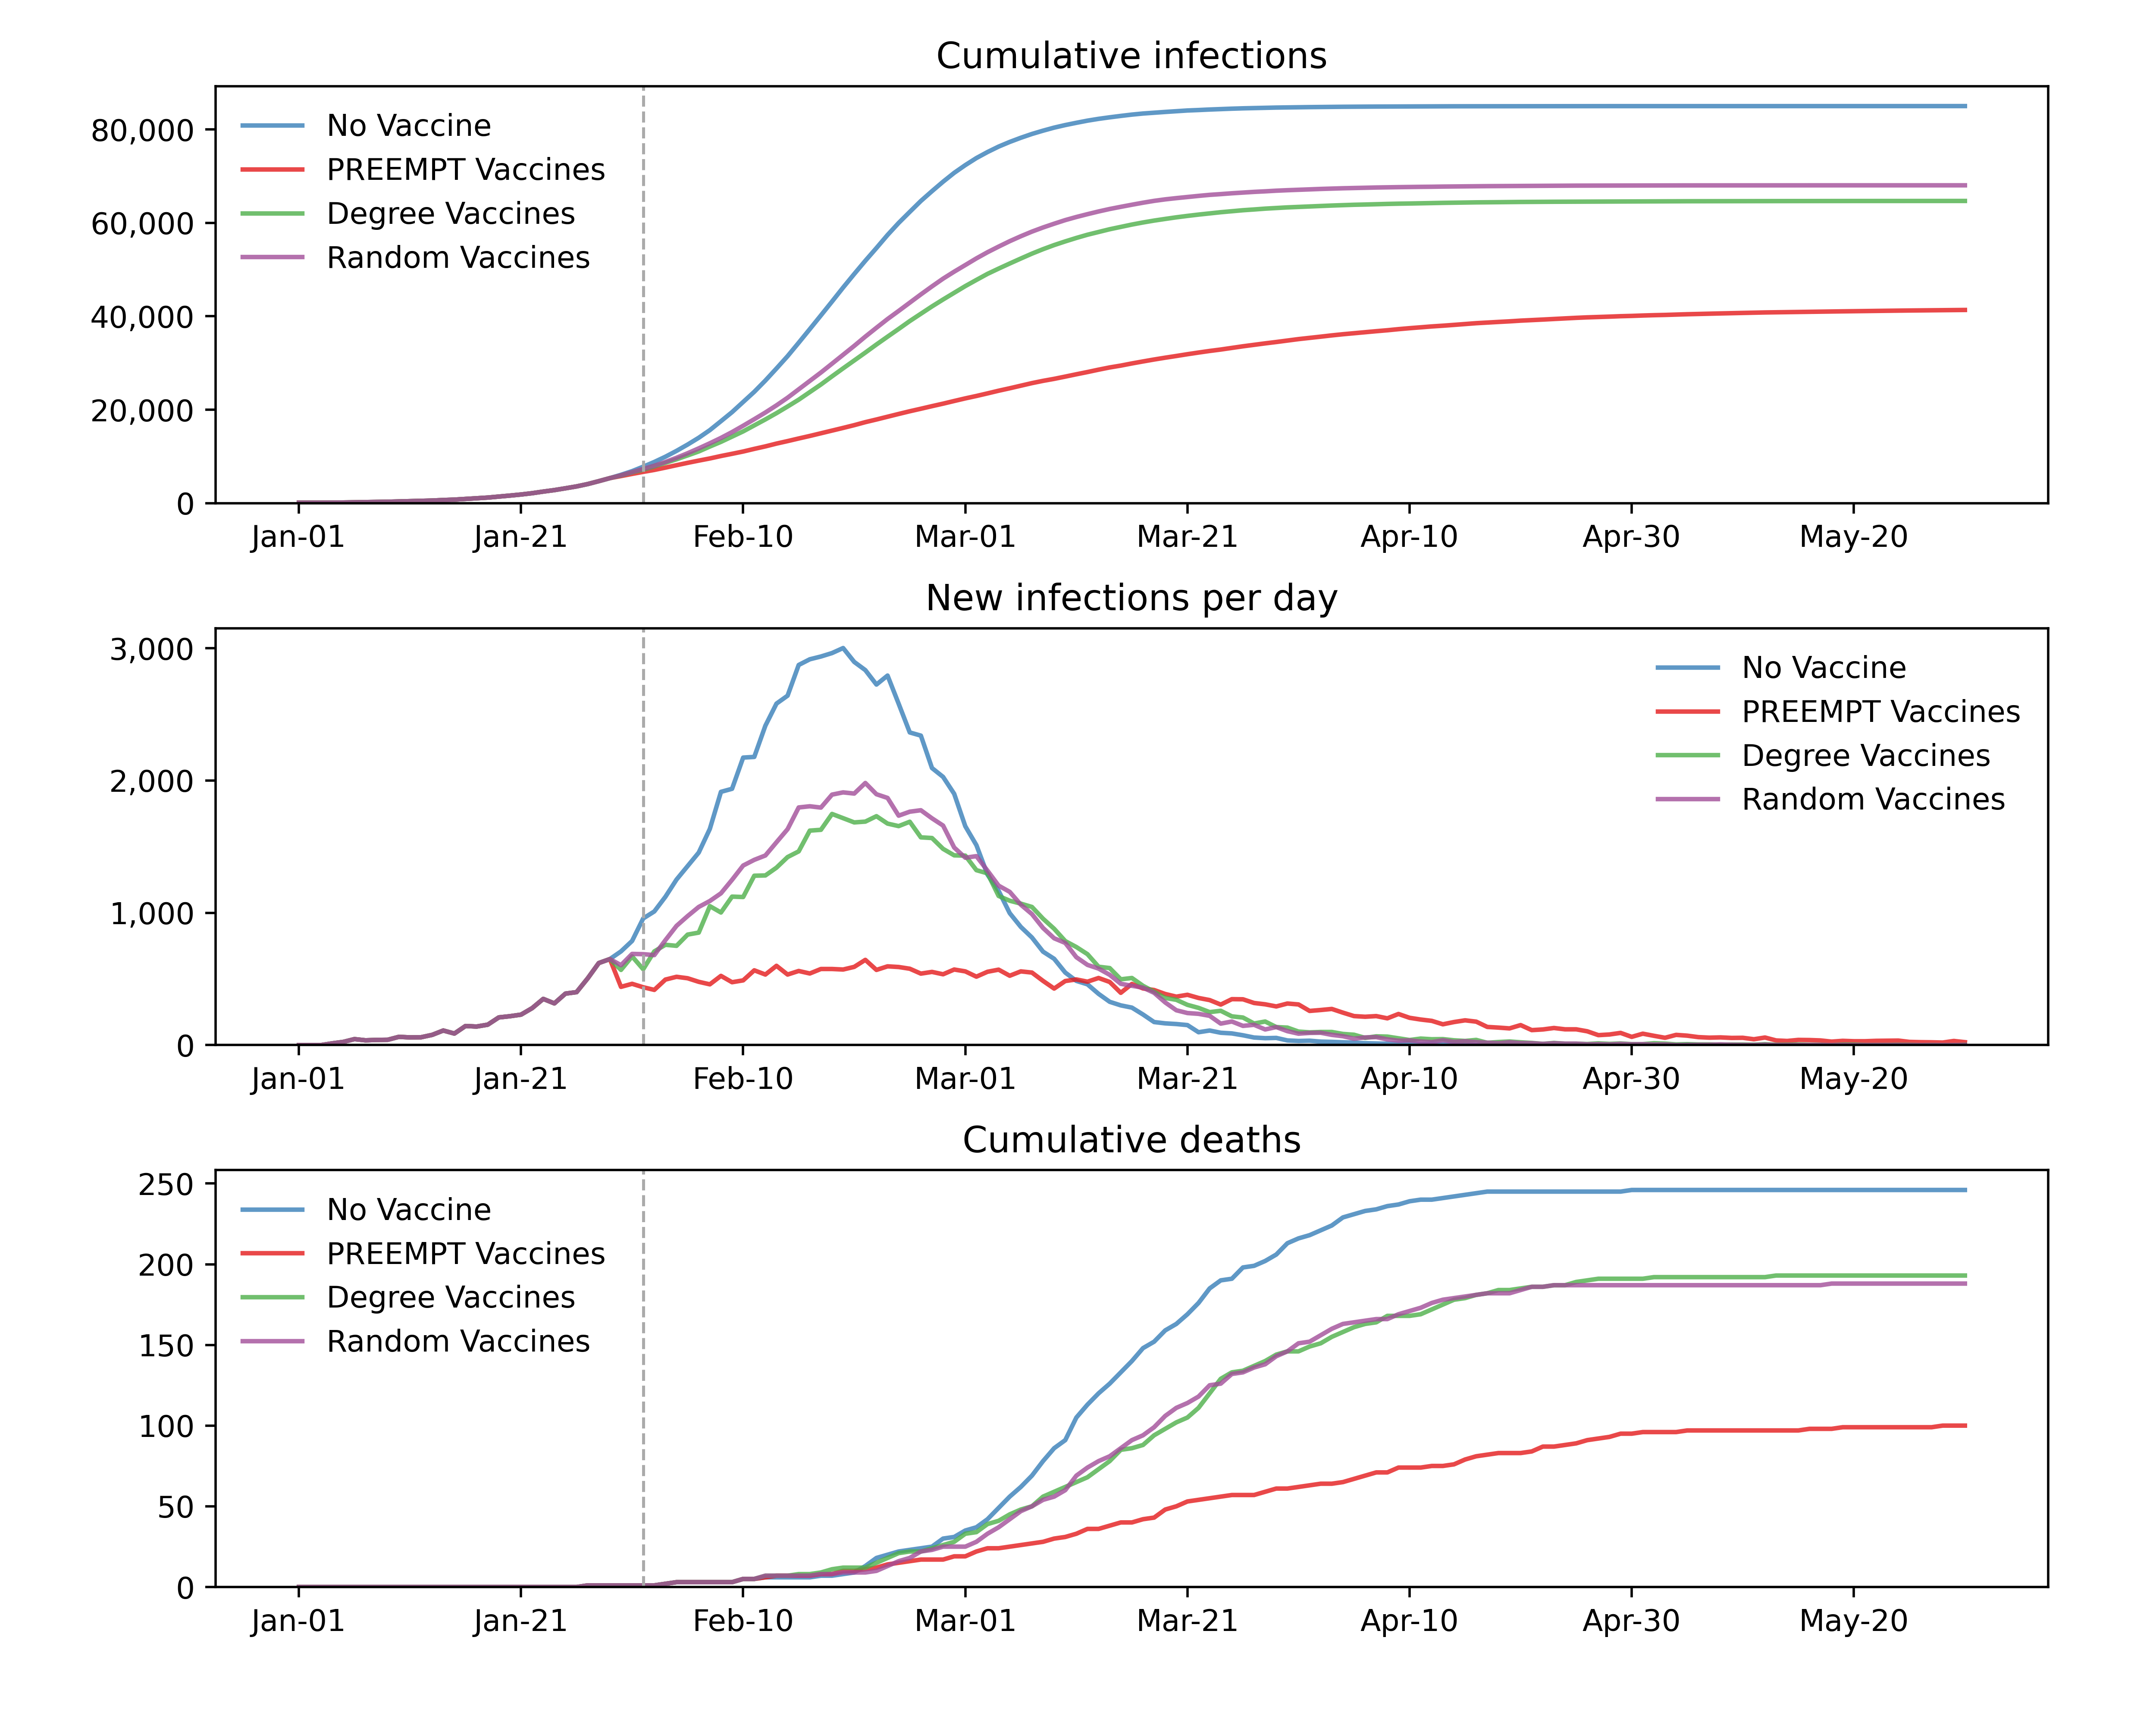 Cumulative infections
80,000
60,000
40,000
20,000
0
No Vaccine
PREEMPT Vaccines
Degree Vaccines
Random Vaccines
Jan-01 Jan-21 Feb-10 Mar-01 Mar-21 Apr-10 Apr-30 May-20
New infections per day
3,000
2,000
1,000
0
No Vaccine
PREEMPT Vaccines
Degree Vaccines
Random Vaccines
Jan-01 Jan-21 Feb-10 Mar-01 Mar-21 Apr-10 Apr-30 May-20
Cumulative deaths
250
200
150
100
50
0
No Vaccine
PREEMPT Vaccines
Degree Vaccines
Random Vaccines
Jan-01 Jan-21 Feb-10 Mar-01 Mar-21 Apr-10 Apr-30 May-20